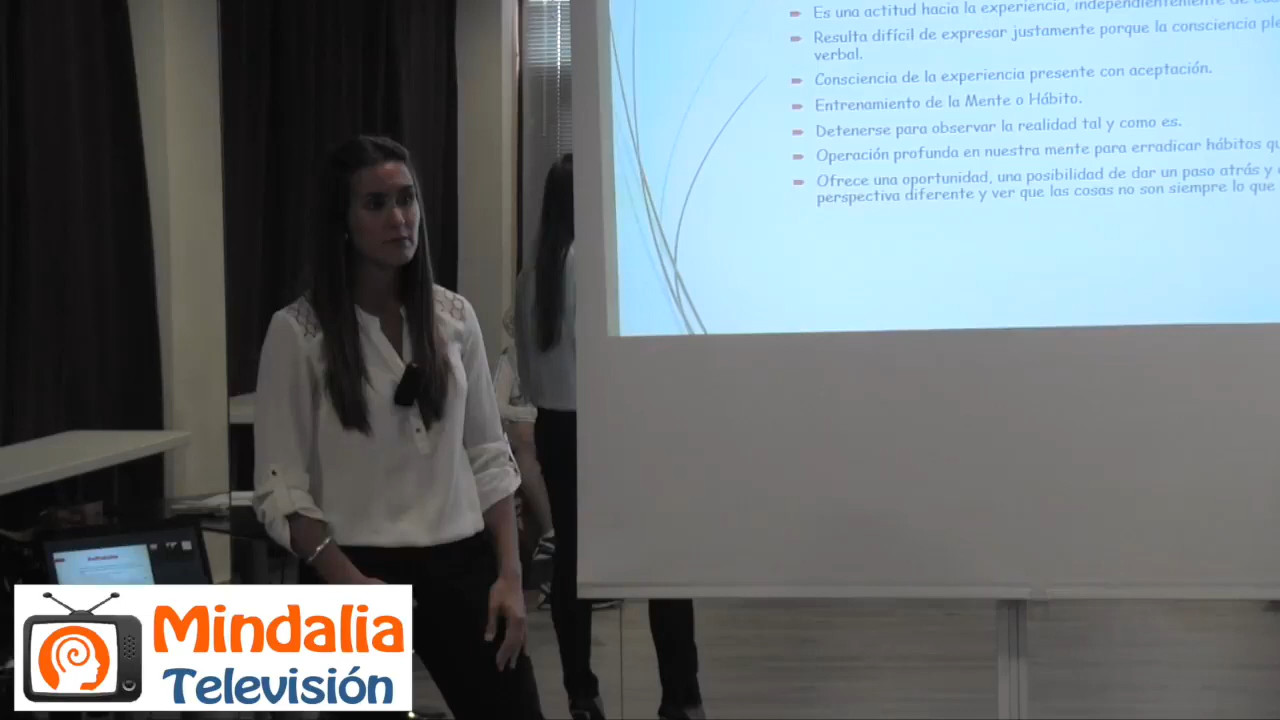 Es una actitud hacia la experiencia, independientemente de
Resulta difícil de expresar justamente porque la consciencia
verbal.
Consciencia de la experiencia presente con aceptación.
Entrenamiento de la Mente o Hábito.
Detenerse para observar la realidad tal y como es.
Operación profunda en nuestra mente para erradicar hábitos
Ofrece una oportunidad, una posibilidad de dar un paso atrás y
perspectiva diferente y ver que las cosas no son siempre lo que
Mindalia
Televisión